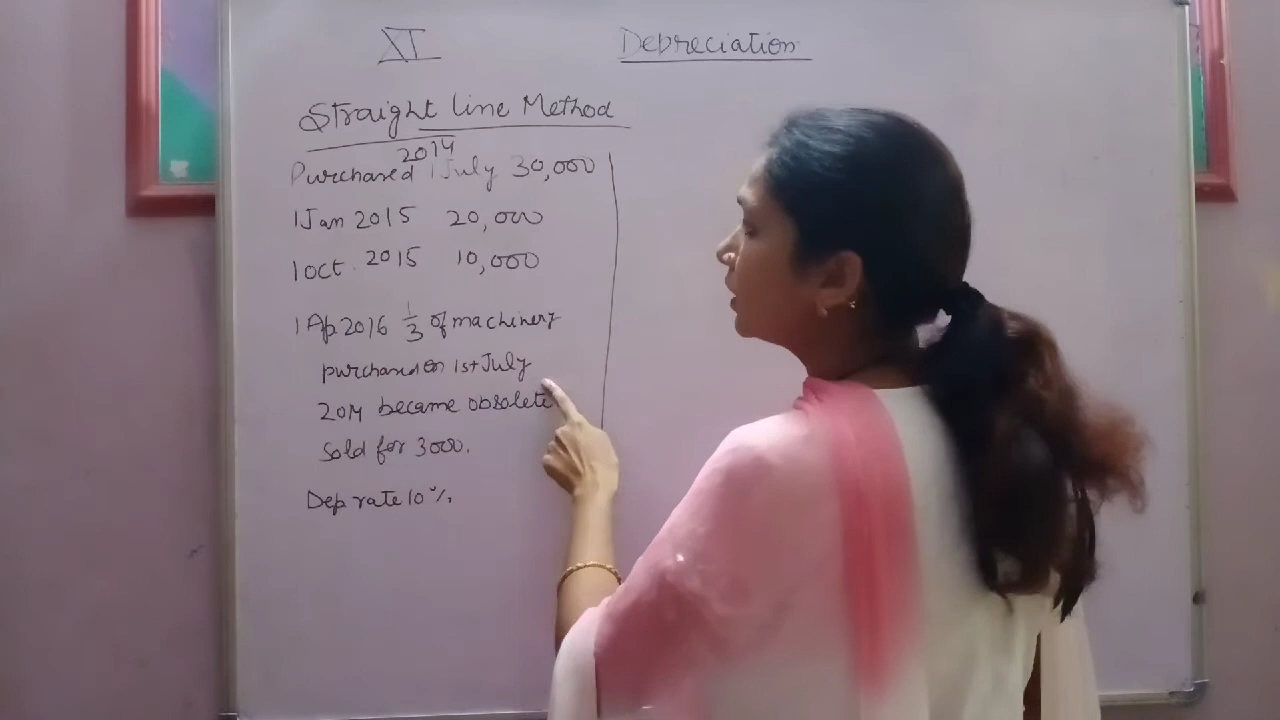 XI
Depreciation
Straight Line Method
2014
Purchased 1 July 30,000
1 Jan 2015 20,000
1 Oct. 2015 10,000
1 Ap. 2016 1/3 of machinery
purchased on 1st July
2014 became obsolete
Sold for 3000.
Dep rate 10%